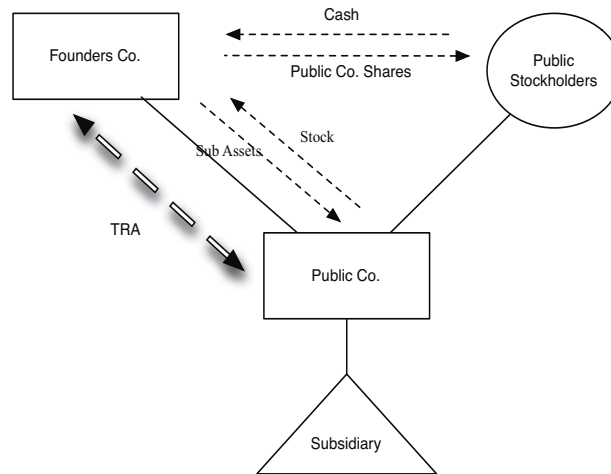 Cash
Founders Co.
Public
Stockholders
Public Co. Shares
Stock
Sub Assets
TRA
Public Co.
Subsidiary